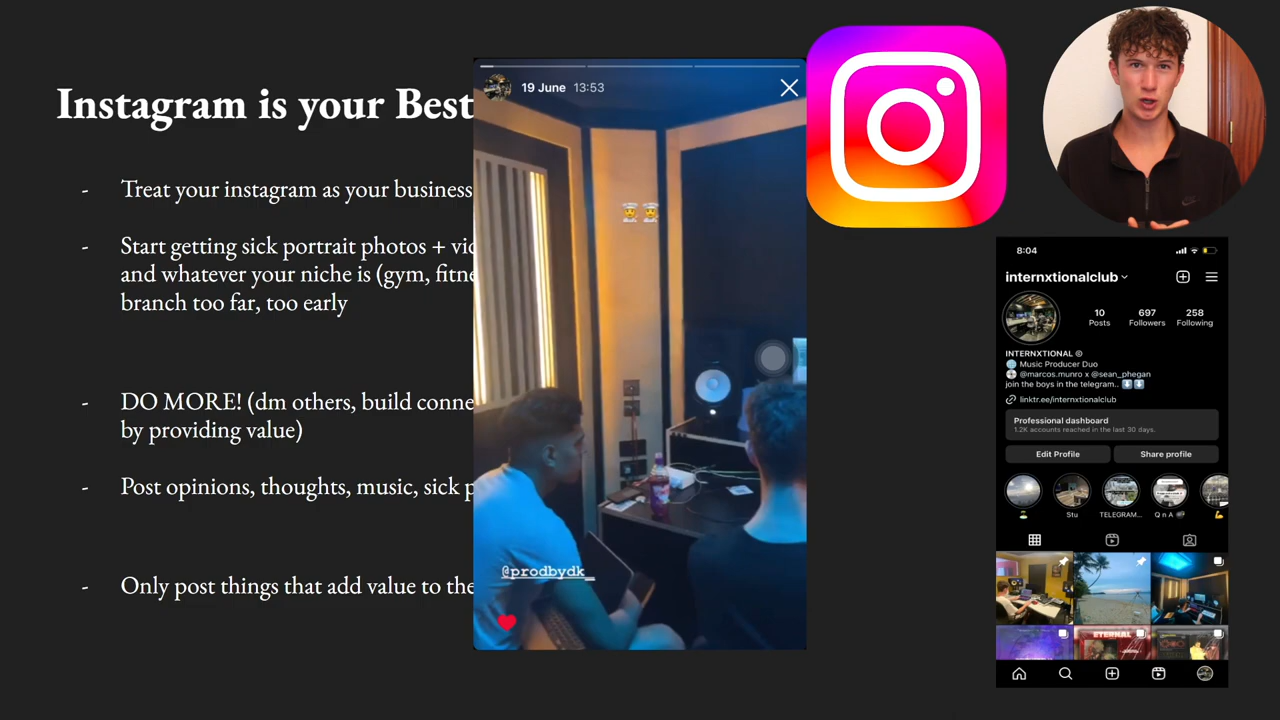 Instagram is your Best
- Treat your instagram as your business
- Start getting sick portrait photos + vid
and whatever your niche is (gym, fitne
branch too far, too early
- DO MORE! (dm others, build conne
by providing value)
- Post opinions, thoughts, music, sick p
- Only post things that add value to the
19 June 13:53
@prodbydk_
8:04
internxtionalclub
10 697 258
Posts Followers Following
INTERNXTIONAL
Music Producer Duo
@marcos.munro x @sean_phegan
join the boys in the telegram..
linktr.ee/internxtionalclub
Professional dashboard
1.2K accounts reached in the last 30 days.
Edit Profile Share profile
Stu TELEGRAM... Q n A
ETERNAL